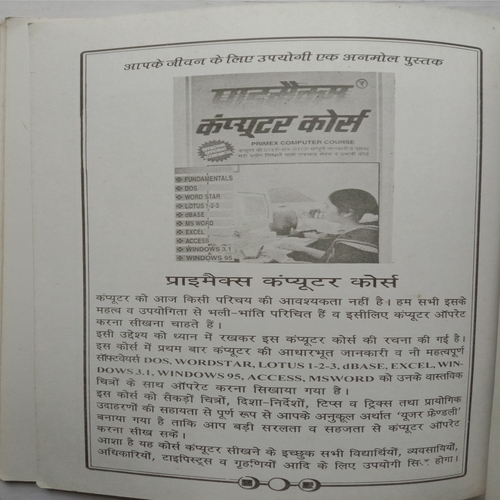 आपके जीवन के लिए उपयोगी एक अनमोल पुस्तक
प्राइमैक्स
कंप्यूटर कोर्स
PRIMEX COMPUTER COURSE
FUNDAMENTALS
DOS
WORD STAR
LOTUS 1-2-3
dBASE
MS WORD
EXCEL
ACCESS
WINDOWS 3.1
WINDOWS 95
प्राइमैक्स कंप्यूटर कोर्स
कंप्यूटर को आज किसी परिचय की आवश्यकता नहीं है। हम सभी इसके
महत्व व उपयोगिता से भली-भांति परिचित हैं व इसीलिए कंप्यूटर ऑपरेट
करना सीखना चाहते हैं।
इसी उद्देश्य को ध्यान में रखकर इस कंप्यूटर कोर्स की रचना की गई है।
इस कोर्स में प्रथम बार कंप्यूटर की आधारभूत जानकारी व नौ महत्वपूर्ण
सॉफ्टवेयर्स DOS, WORDSTAR, LOTUS 1-2-3, dBASE, EXCEL, WIN-
DOWS 3.1, WINDOWS 95, ACCESS, MSWORD को उनके वास्तविक
चित्रों के साथ ऑपरेट करना सिखाया गया है।
इस कोर्स को सैकड़ों चित्रों, दिशा-निर्देशों, टिप्स व ट्रिक्स तथा प्रायोगिक
उदाहरणों की सहायता से पूर्ण रूप से आपके अनुकूल अर्थात 'यूजर फ्रेण्डली'
बनाया गया है ताकि आप बड़ी सरलता व सहजता से कंप्यूटर ऑपरेट
करना सीख सकें।
आशा है यह कोर्स कंप्यूटर सीखने के इच्छुक सभी विद्यार्थियों, व्यवसायियों,
अधिकारियों, टाइपिस्ट्स व गृहणियों आदि के लिए उपयोगी सिद्ध होगा।